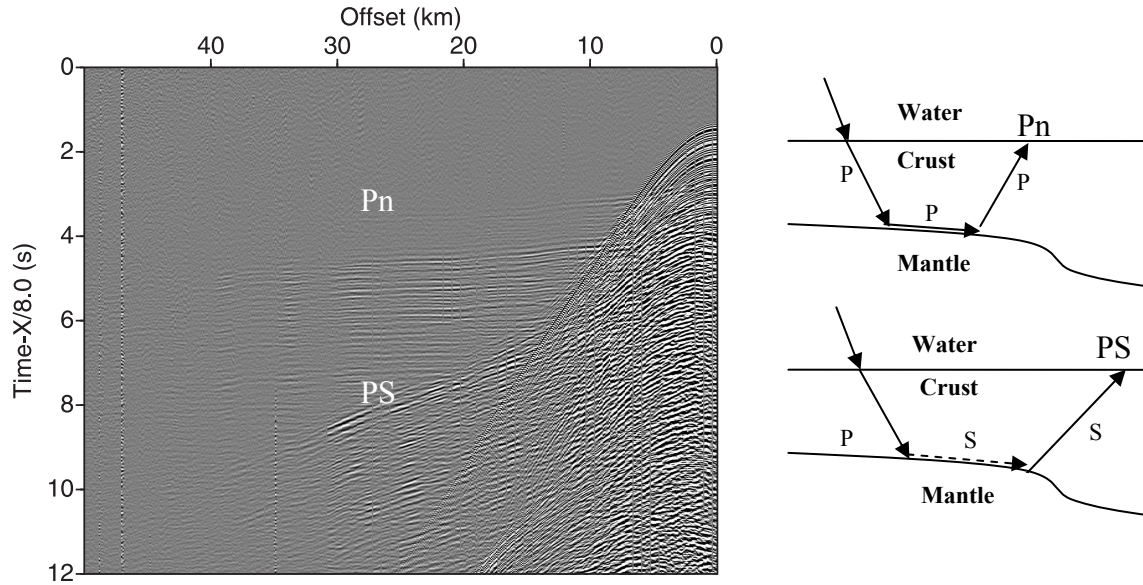 Offset (km)
40 30 20 10 0
Time-X/8.0 (s)
0
2
4
6
8
10
12
Pn
PS
Water
Pn
Crust
P
P
P
Mantle
Water
PS
Crust
P
S
S
Mantle